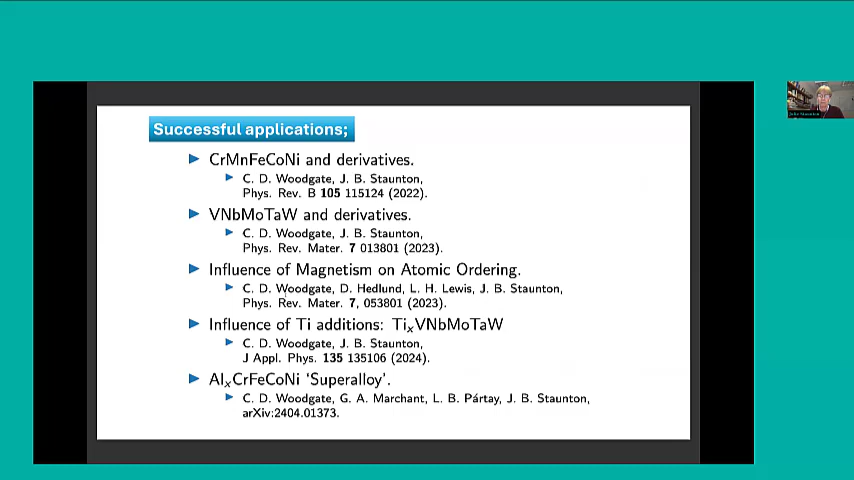 Successful applications;
CrMnFeCoNi and derivatives.
C. D. Woodgate, J. B. Staunton,
Phys. Rev. B 105 115124 (2022).
VNbMoTaW and derivatives.
C. D. Woodgate, J. B. Staunton,
Phys. Rev. Mater. 7 013801 (2023).
Influence of Magnetism on Atomic Ordering.
C. D. Woodgate, D. Hedlund, L. H. Lewis, J. B. Staunton,
Phys. Rev. Mater. 7, 053801 (2023).
Influence of Ti additions: TiₓVNbMoTaW
C. D. Woodgate, J. B. Staunton,
J Appl. Phys. 135 135106 (2024).
AlₓCrFeCoNi ‘Superalloy’.
C. D. Woodgate, G. A. Marchant, L. B. Pártay, J. B. Staunton,
arXiv:2404.01373.
Julie Staunton